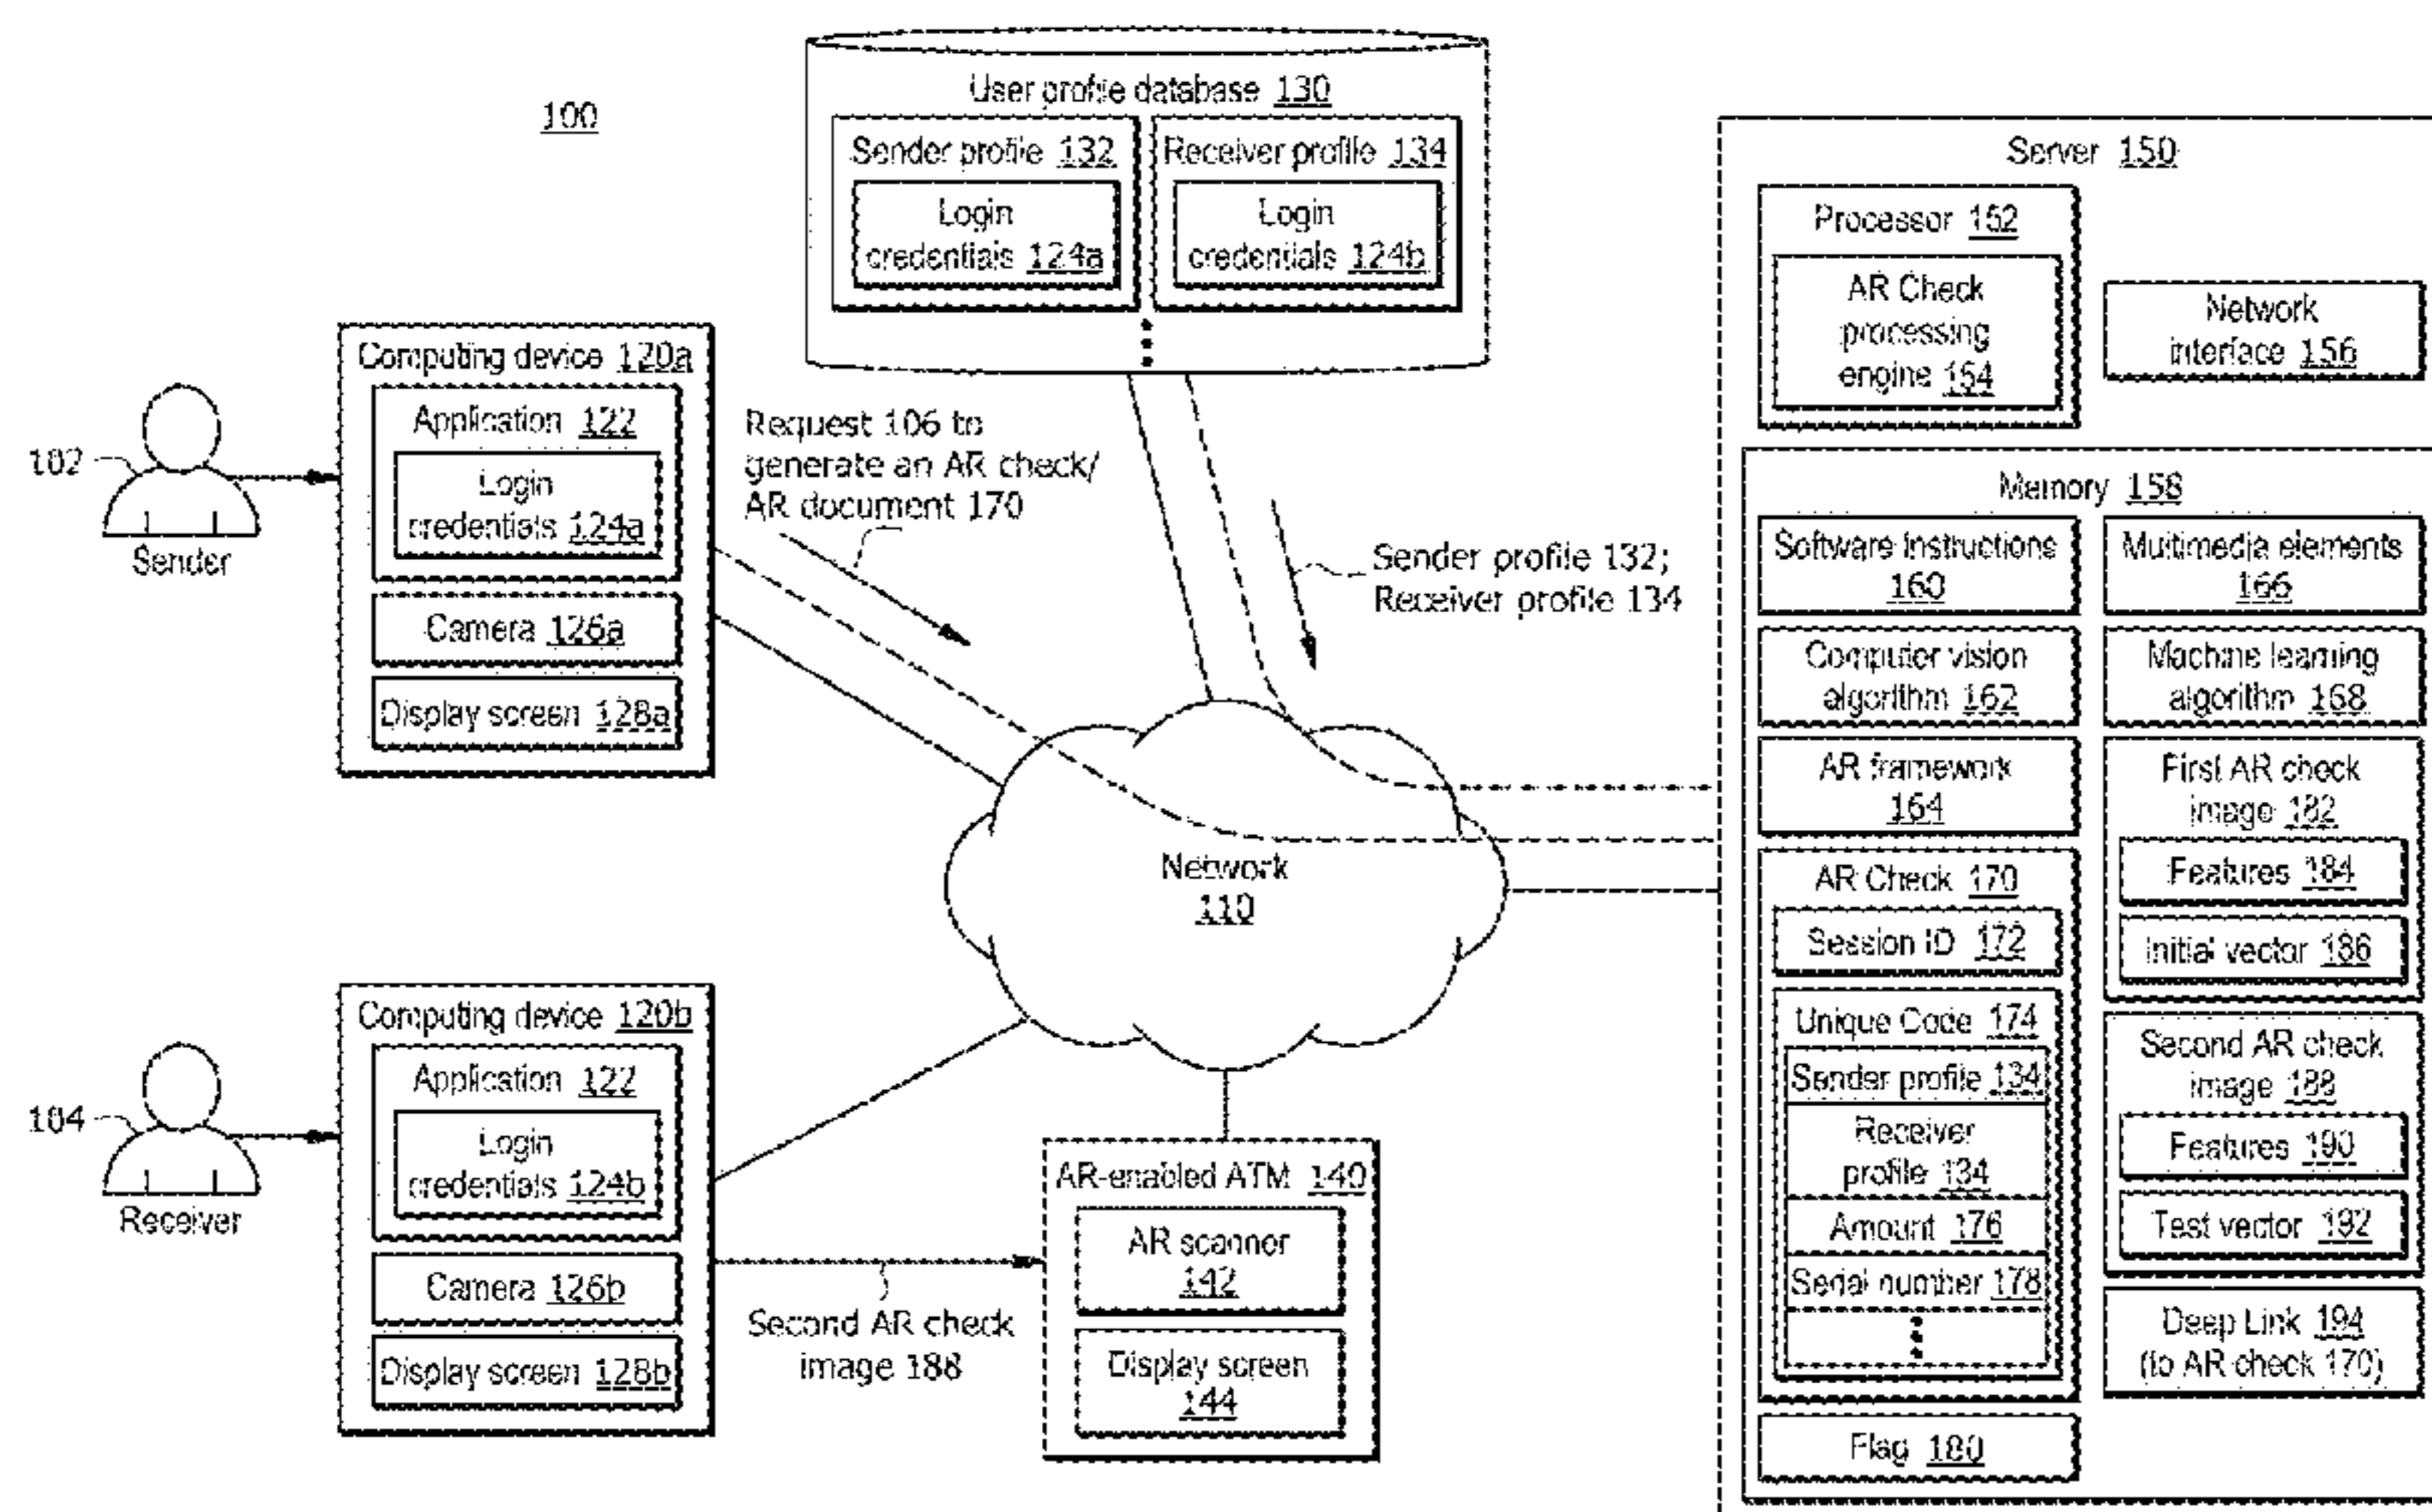 100
User profile database 130
Sender profile 132
Login
credentials 124a
Receiver profile 134
Login
credentials 124b
102
Sender
Computing device 120a
Application 122
Login
credentials 124a
Camera 126a
Display screen 128a
Request 106 to
generate an AR check/
AR document 170
Sender profile 132;
Receiver profile 134
Network
110
104
Receiver
Computing device 120b
Application 122
Login
credentials 124b
Camera 126b
Display screen 128b
Second AR check
image 188
AR-enabled ATM 140
AR scanner
142
Display screen
144
Server 150
Processor 152
AR Check
processing
engine 154
Network
interface 156
Memory 158
Software Instructions
160
Multimedia elements
166
Computer vision
algorithm 162
Machine learning
algorithm 168
AR framework
164
First AR check
image 182
Features 184
Initial vector 186
AR Check 170
Session ID 172
Unique Code 174
Sender profile 134
Receiver
profile 134
Amount 176
Serial number 178
Second AR check
image 188
Features 190
Test vector 192
Deep Link 194
(to AR check 170)
Flag 180